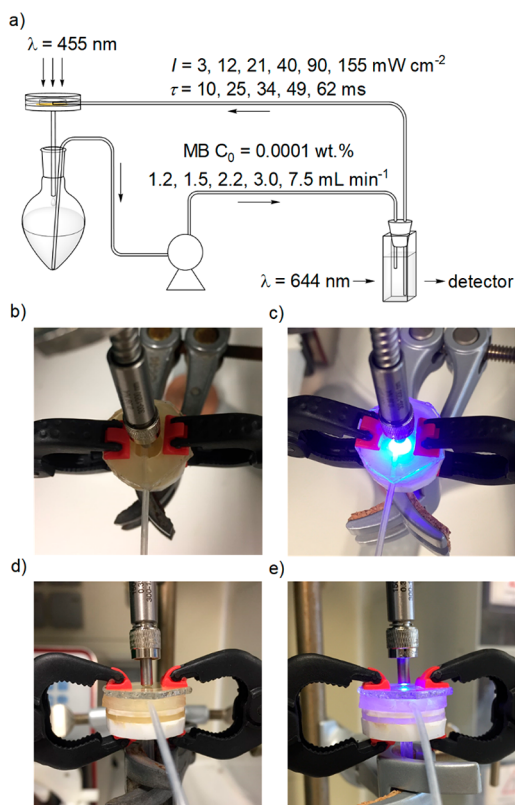 a)
λ = 455 nm
I = 3, 12, 21, 40, 90, 155 mW cm⁻²
τ = 10, 25, 34, 49, 62 ms
MB C₀ = 0.0001 wt.%
1.2, 1.5, 2.2, 3.0, 7.5 mL min⁻¹
λ = 644 nm
detector
b)
c)
d)
e)